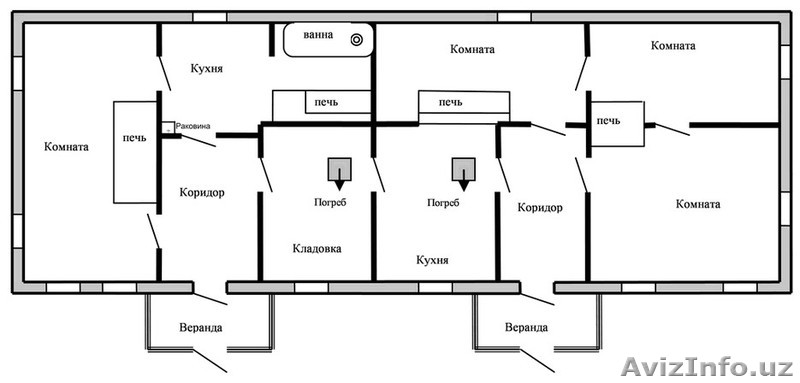 ванна
Комната
Комната
Кухня
печь
печь
печь
печь
Раковина
Комната
Коридор
Погреб
Погреб
Коридор
Комната
Кладовка
Кухня
Веранда
Веранда
AvizInfo.uz